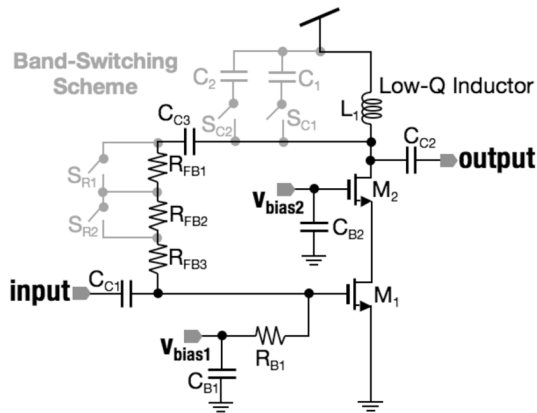 Band-Switching
Scheme
C2
C1
Low-Q Inductor
L1
CC3
SC2
SC1
CC2
output
SR1
RFB1
Vbias2
M2
SR2
RFB2
CB2
RFB3
input
CC1
M1
Vbias1
RB1
CB1